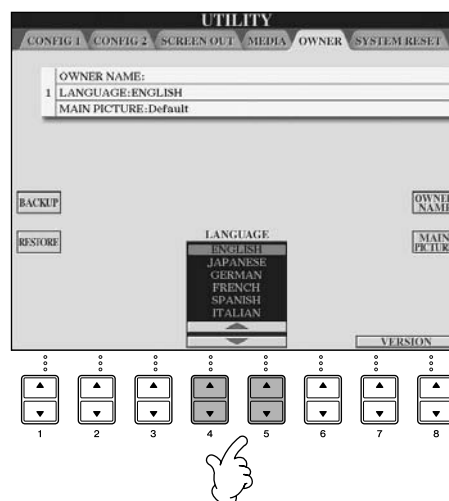 UTILITY
CONFIG 1 CONFIG 2 SCREEN OUT MEDIA OWNER SYSTEM RESET
OWNER NAME:
1 LANGUAGE:ENGLISH
MAIN PICTURE:Default
BACKUP
OWNER
NAME
RESTORE
MAIN
PICTURE
LANGUAGE
ENGLISH
JAPANESE
GERMAN
FRENCH
SPANISH
ITALIAN
VERSION
1 2 3 4 5 6 7 8